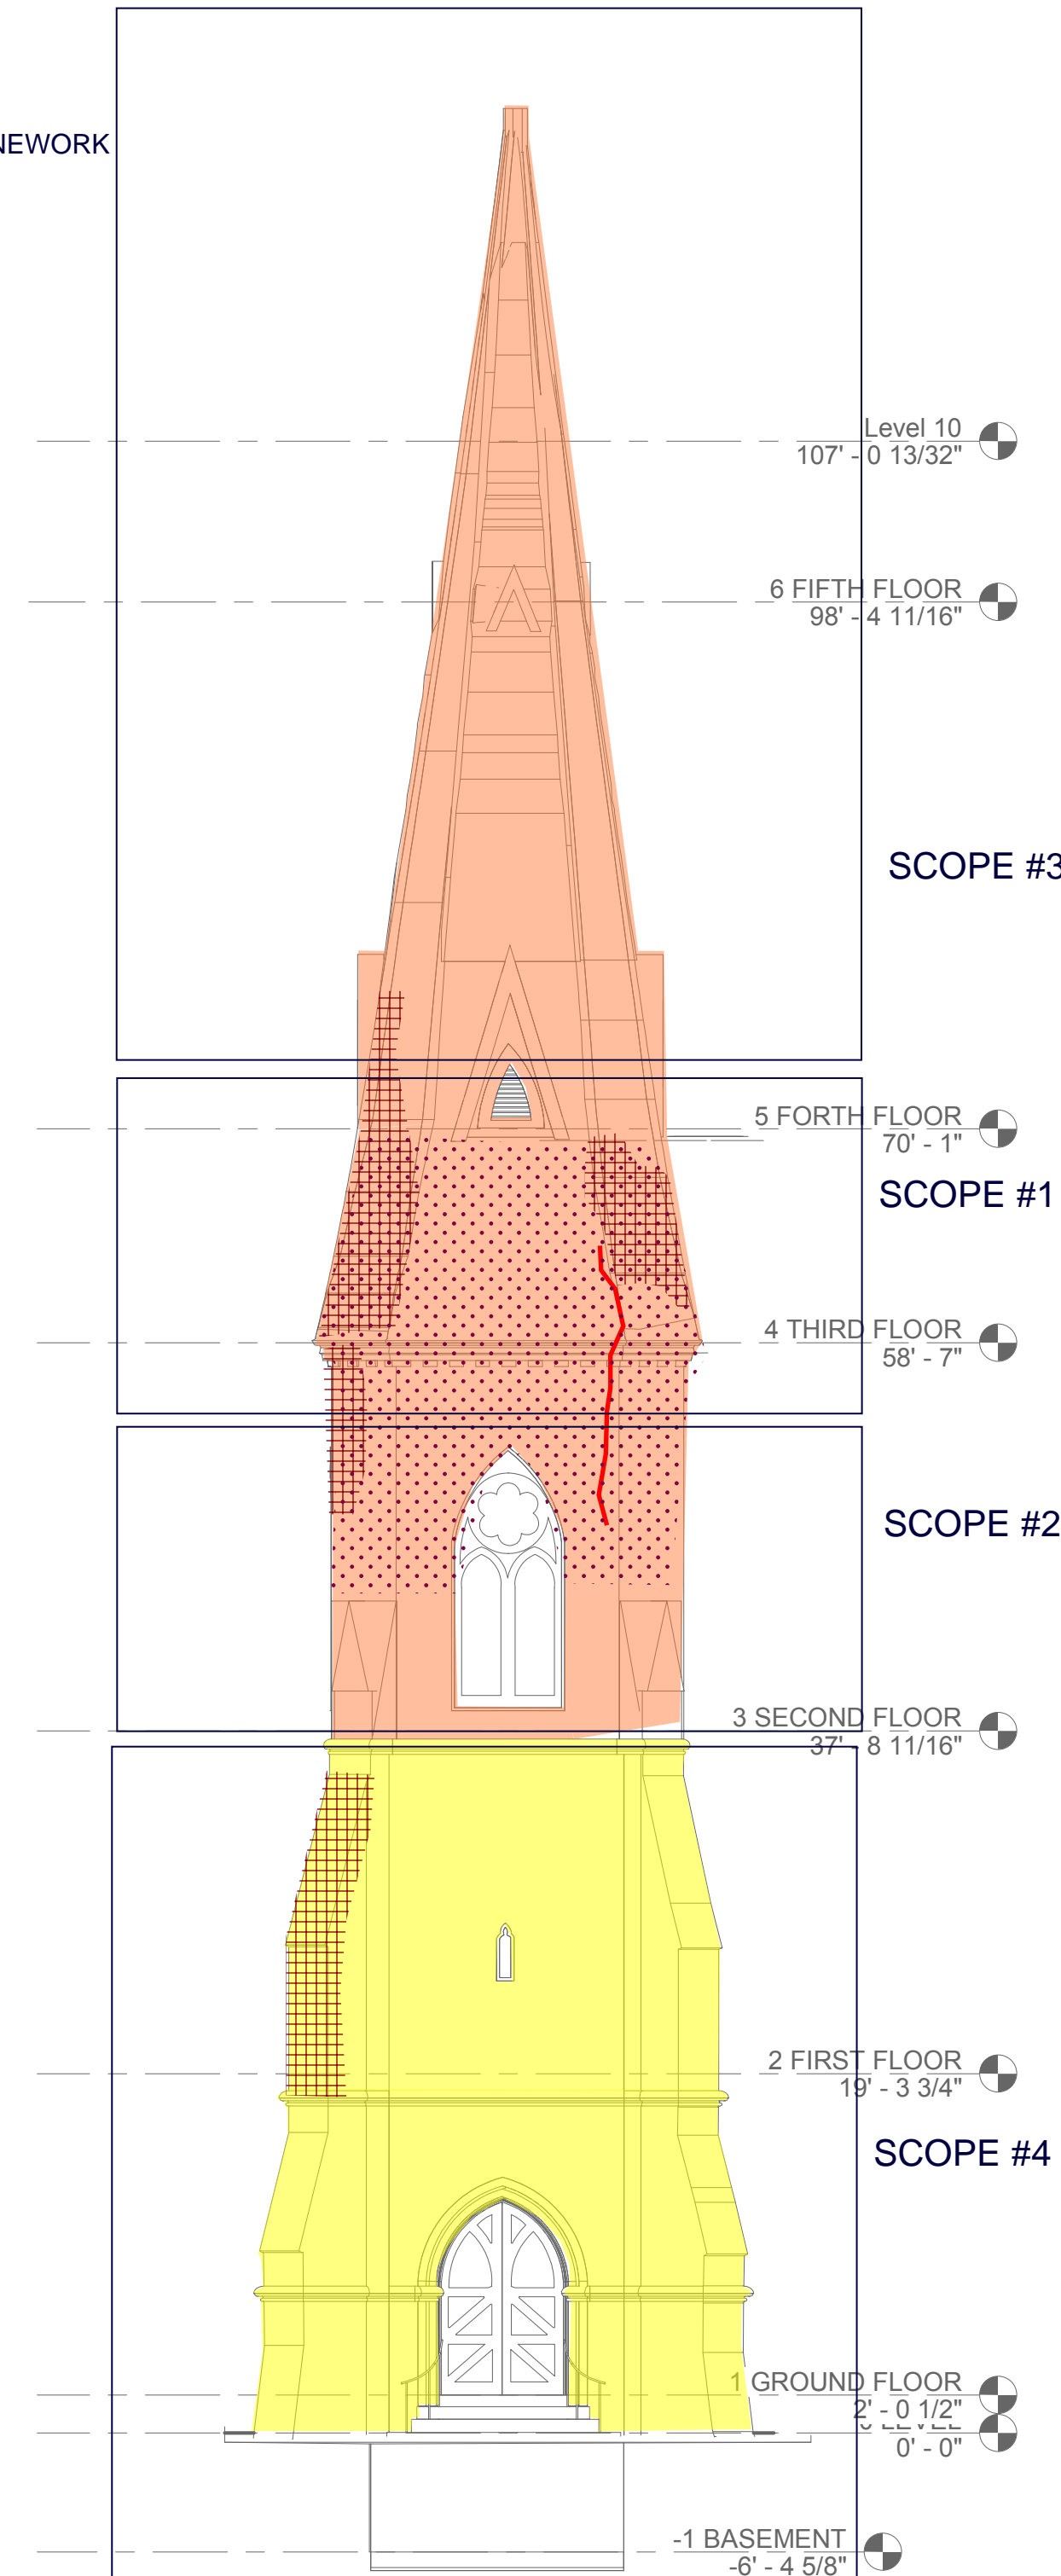 Level 10
107' - 0 13/32"
6 FIFTH FLOOR
98' - 4 11/16"
SCOPE #3
5 FORTH FLOOR
70' - 1"
SCOPE #1
4 THIRD FLOOR
58' - 7"
SCOPE #2
3 SECOND FLOOR
37' - 8 11/16"
2 FIRST FLOOR
19' - 3 3/4"
SCOPE #4
1 GROUND FLOOR
2' - 0 1/2"
LEVEL
0' - 0"
-1 BASEMENT
-6' - 4 5/8"